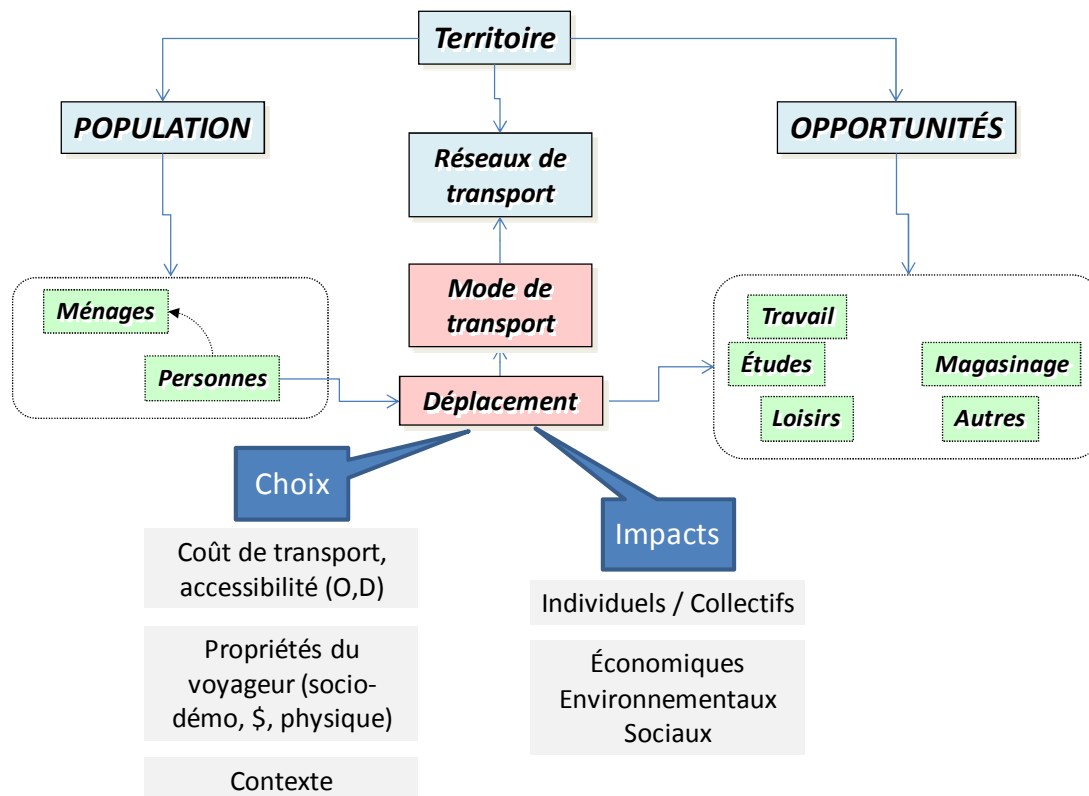 Territoire
POPULATION
OPPORTUNITÉS
Réseaux de
transport
Mode de
transport
Ménages
Personnes
Déplacement
Travail
Études
Magasinage
Loisirs
Autres
Choix
Coût de transport,
accessibilité (O,D)
Propriétés du
voyageur (socio-
démo, $, physique)
Contexte
Impacts
Individuels / Collectifs
Économiques
Environnementaux
Sociaux